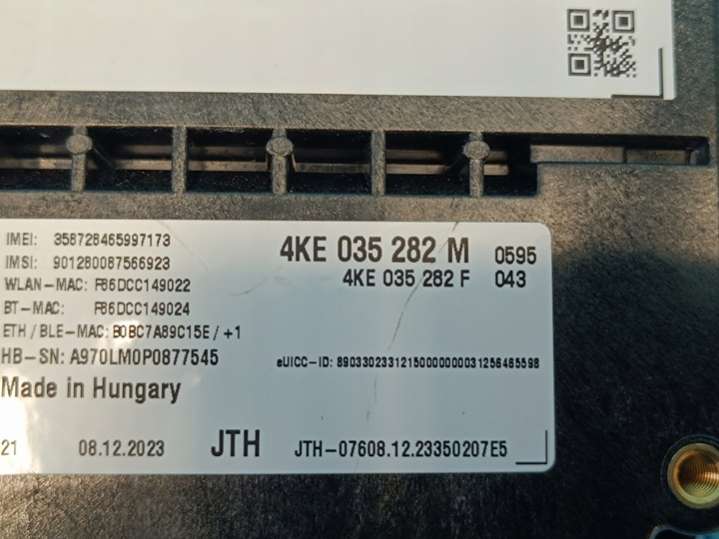 4KE 035 282 M 0595
4KE 035 282 F 043
IMEI: 358728465997173
IMSI: 901280087566923
WLAN-MAC: F86DCC149022
BT-MAC: F86DCC149024
ETH / BLE-MAC: B0BC7A89C15E / +1
HB-SN: A970LM0P0877545
eUICC-ID: 89033023312150000000031256465598
Made in Hungary
21 08.12.2023 JTH JTH-07608.12.23350207E5